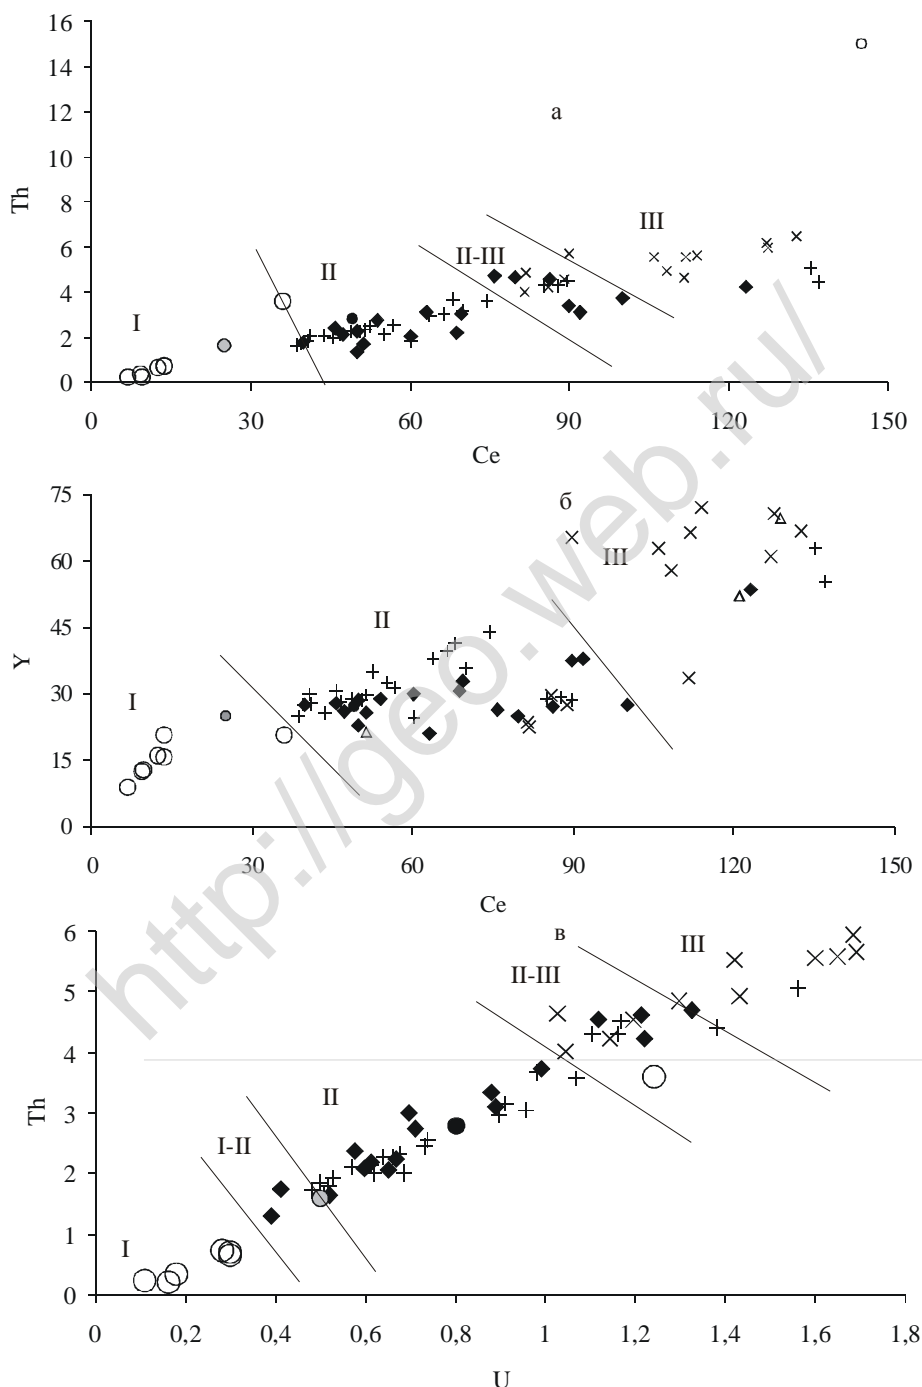 16
14
12
10
8
6
4
2
0
Th
а
I
II
II-III
III
0 30 60 90 120 150
Ce
75
60
45
30
15
0
Y
б
I
II
III
0 30 60 90 120 150
Ce
6
5
4
3
2
1
0
Th
в
I
I-II
II
II-III
III
0 0,2 0,4 0,6 0,8 1 1,2 1,4 1,6 1,8
U
http://geo.web.ru/